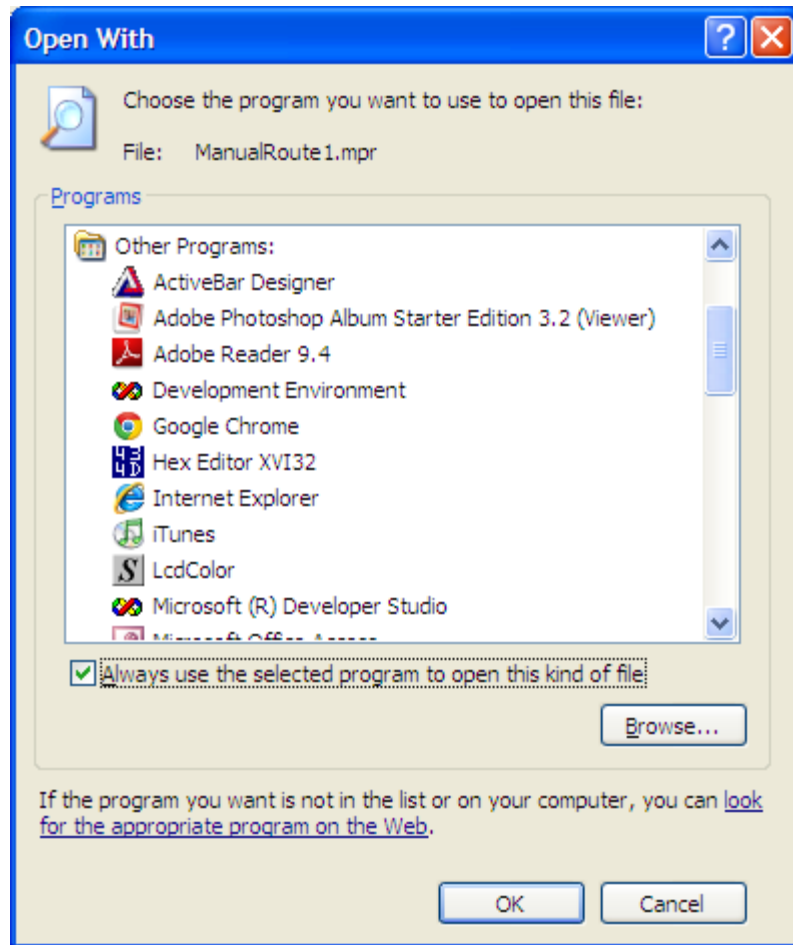 Open With
Choose the program you want to use to open this file:
File: ManualRoute1.mpr
Programs
Other Programs:
ActiveBar Designer
Adobe Photoshop Album Starter Edition 3.2 (Viewer)
Adobe Reader 9.4
Development Environment
Google Chrome
Hex Editor XVI32
Internet Explorer
iTunes
LcdColor
Microsoft (R) Developer Studio
Microsoft Office Access
Always use the selected program to open this kind of file
Browse...
If the program you want is not in the list or on your computer, you can look
for the appropriate program on the Web.
OK Cancel